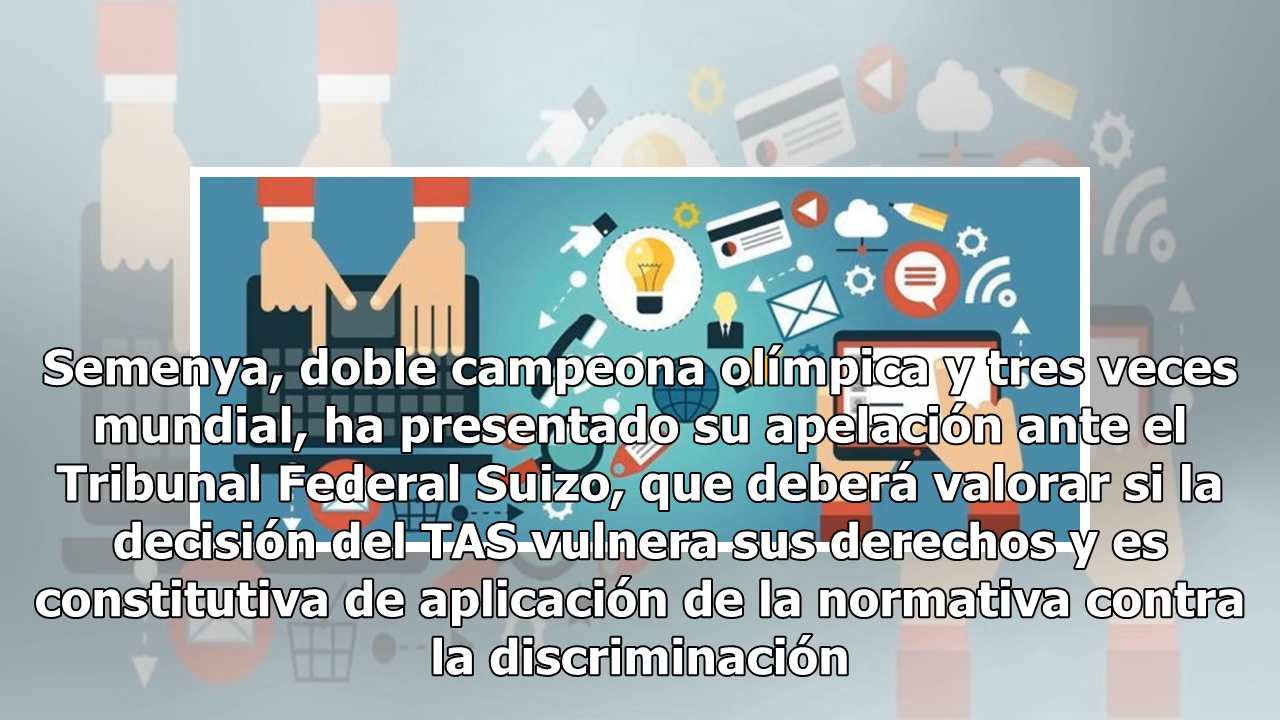 Semenya, doble campeona olímpica y tres veces
mundial, ha presentado su apelación ante el
Tribunal Federal Suizo, que deberá valorar si la
decisión del TAS vulnera sus derechos y es
constitutiva de aplicación de la normativa contra
la discriminación